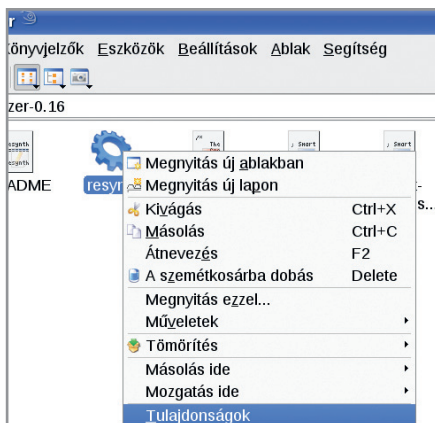 r
Könyvjelzők Eszközök Beállítások Ablak Segítség
zer-0.16
ADME
Megnyitás új ablakban
Megnyitás új lapon
Kivágás Ctrl+X
Másolás Ctrl+C
Átnevezés F2
A szemétkosárba dobás Delete
Megnyitás ezzel...
Műveletek
Tömörítés
Másolás ide
Mozgatás ide
Tulajdonságok